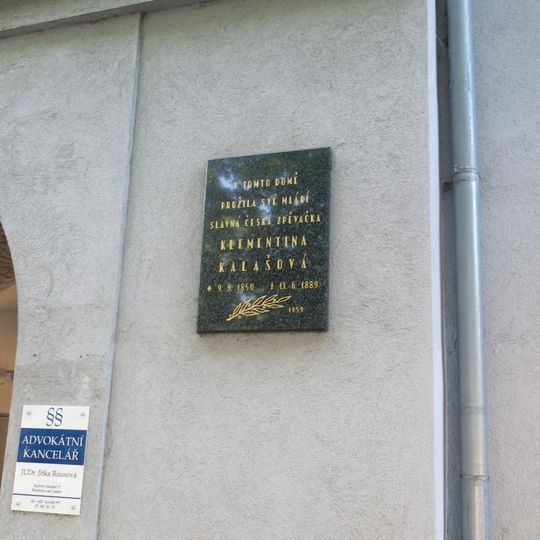 V TOMTO DOMĚ
PROŽILA SVÉ MLÁDÍ
SLAVNÁ ČESKÁ ZPĚVAČKA
KLEMENTINA
KALAŠOVÁ
* 9. 9. 1850 † 13. 6. 1889
1959
§§
ADVOKÁTNÍ
KANCELÁŘ
JUDr. Jitka Rousová